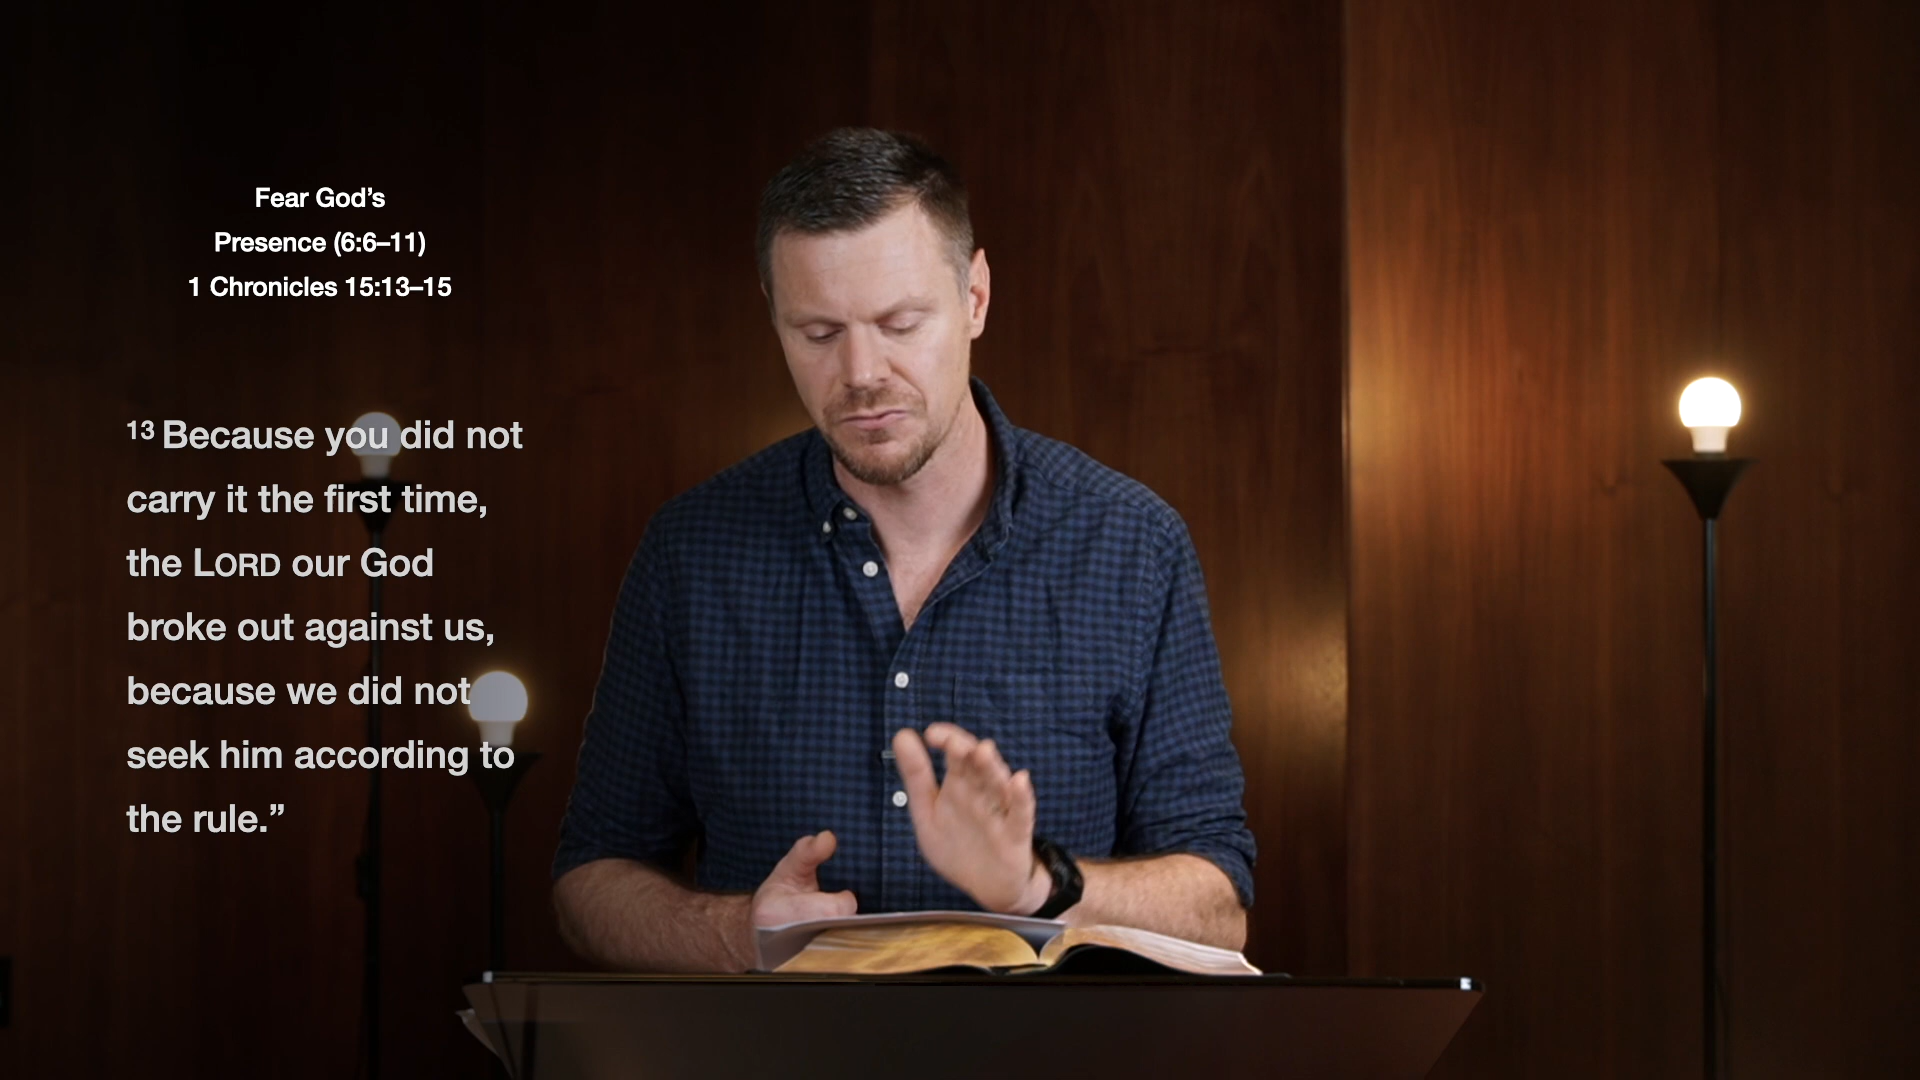 Fear God’s
Presence (6:6–11)
1 Chronicles 15:13–15
13 Because you did not
carry it the first time,
the LORD our God
broke out against us,
because we did not
seek him according to
the rule.”